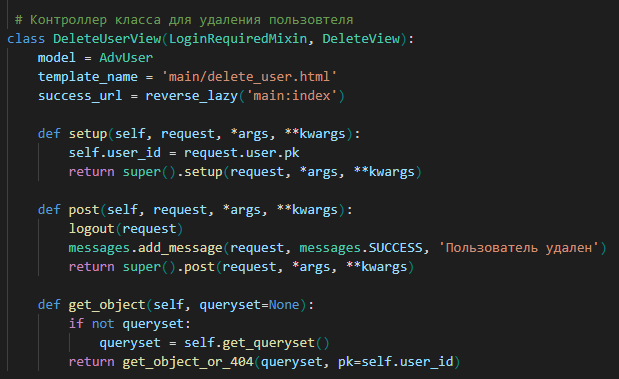 # Контроллер класса для удаления пользовтеля
class DeleteUserView(LoginRequiredMixin, DeleteView):
    model = AdvUser
    template_name = 'main/delete_user.html'
    success_url = reverse_lazy('main:index')

    def setup(self, request, *args, **kwargs):
        self.user_id = request.user.pk
        return super().setup(request, *args, **kwargs)

    def post(self, request, *args, **kwargs):
        logout(request)
        messages.add_message(request, messages.SUCCESS, 'Пользователь удален')
        return super().post(request, *args, **kwargs)

    def get_object(self, queryset=None):
        if not queryset:
            queryset = self.get_queryset()
        return get_object_or_404(queryset, pk=self.user_id)